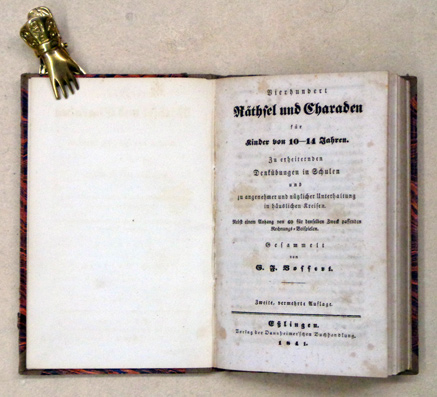 Vierhundert
Räthsel und Charaden
für
Kinder von 10—14 Jahren.
Zu erheiternden
Denkübungen in Schulen
und
zu angenehmer und nüzlicher Unterhaltung
in häuslichen Kreisen.
Nebst einem Anhang von 40 für denselben Zweck passenden
Rechnungs-Beispielen.
Gesammelt
von
G. F. Boffert.
Zweite, vermehrte Auflage.
Eßlingen.
Verlag der Dannheimer'schen Buchhandlung.
1841.